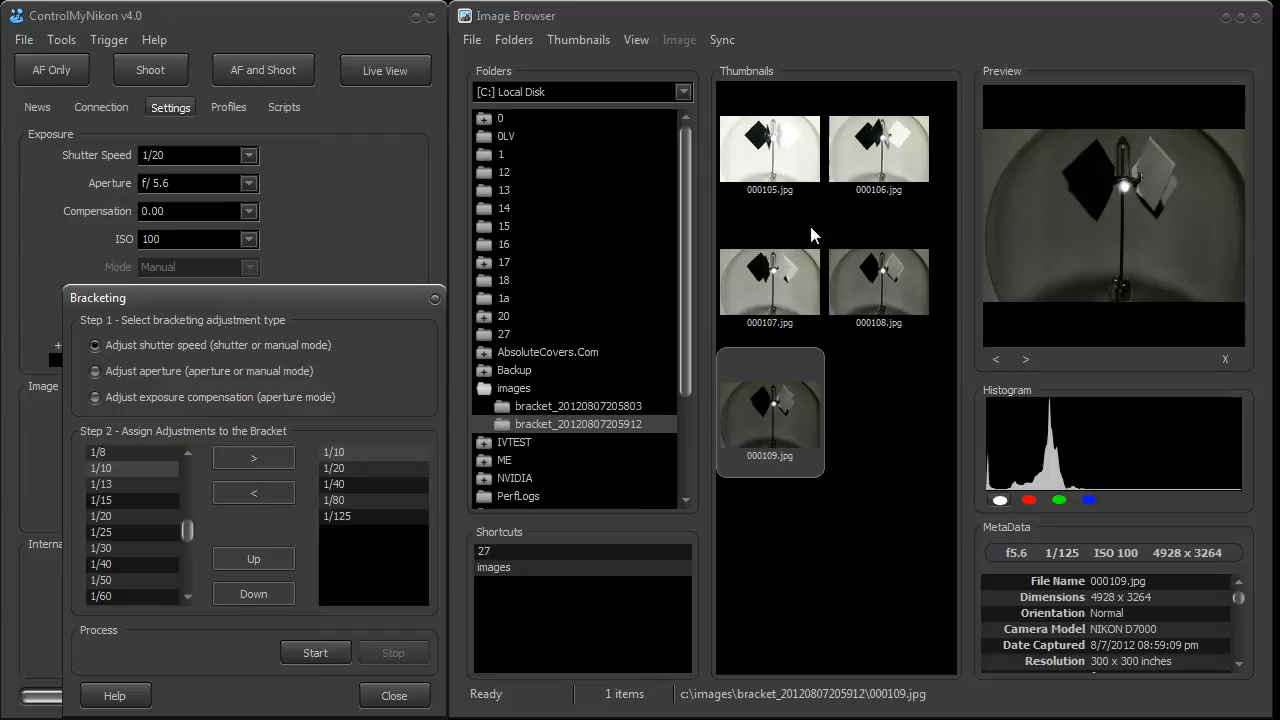 ControlMyNikon v4.0
File Tools Trigger Help
AF Only Shoot AF and Shoot Live View
News Connection Settings Profiles Scripts
Exposure
Shutter Speed 1/20
Aperture f/ 5.6
Compensation 0.00
ISO 100
Mode Manual
+
Image
Interna
Bracketing
Step 1 - Select bracketing adjustment type
Adjust shutter speed (shutter or manual mode)
Adjust aperture (aperture or manual mode)
Adjust exposure compensation (aperture mode)
Step 2 - Assign Adjustments to the Bracket
1/8
1/10
1/13
1/15
1/20
1/25
1/30
1/40
1/50
1/60
>
<
Up
Down
1/10
1/20
1/40
1/80
1/125
Process
Start Stop
Help Close
Image Browser
File Folders Thumbnails View Image Sync
Folders
[C:] Local Disk
0
0LV
1
12
13
14
15
16
17
18
1a
20
27
AbsoluteCovers.Com
Backup
images
bracket_20120807205803
bracket_20120807205912
IVTEST
ME
NVIDIA
PerfLogs
Shortcuts
27
images
Thumbnails
000105.jpg 000106.jpg
000107.jpg 000108.jpg
000109.jpg
Preview
< > X
Histogram
MetaData
f5.6 1/125 ISO 100 4928 x 3264
File Name 000109.jpg
Dimensions 4928 x 3264
Orientation Normal
Camera Model NIKON D7000
Date Captured 8/7/2012 08:59:09 pm
Resolution 300 x 300 inches
Ready 1 items c:\images\bracket_20120807205912\000109.jpg